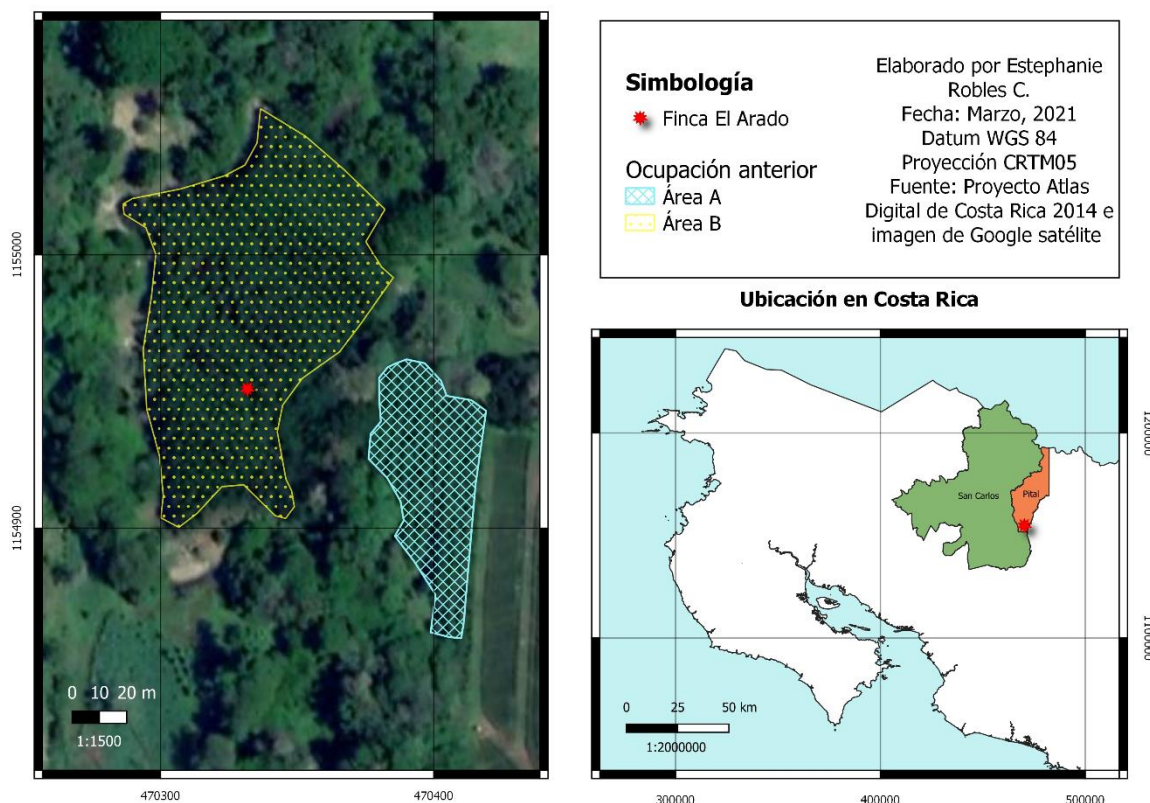 1155000
1154900
470300
470400
0 10 20 m
1:1500
Simbología
Finca El Arado
Ocupación anterior
Área A
Área B
Elaborado por Estephanie
Robles C.
Fecha: Marzo, 2021
Datum WGS 84
Proyección CRTM05
Fuente: Proyecto Atlas
Digital de Costa Rica 2014 e
imagen de Google satélite
Ubicación en Costa Rica
San Carlos
Pital
1200000
1100000
0 25 50 km
1:2000000
300000
400000
500000